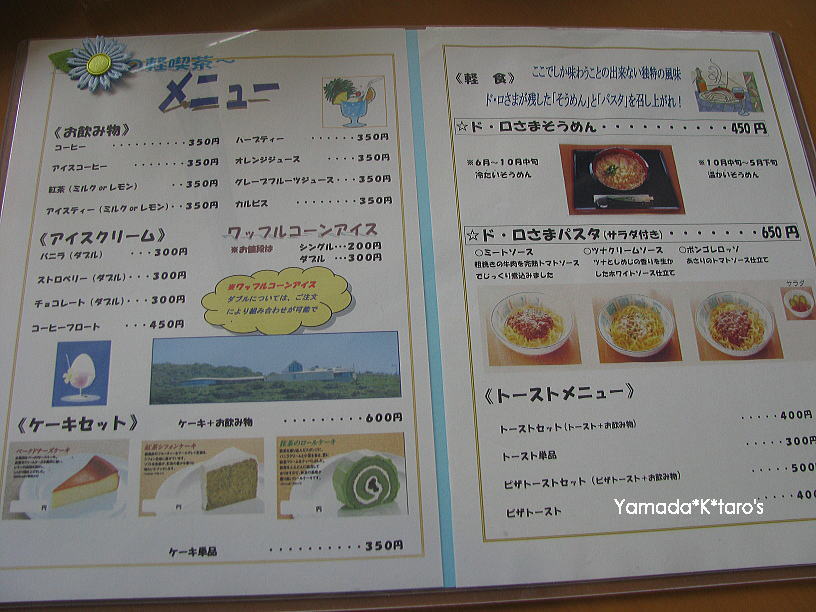 軽喫茶～
メニュー
《お飲み物》
コーヒー ・・・・・・・・・・350円
アイスコーヒー ・・・・・350円
紅茶（ミルク or レモン） ・・350円
アイスティー（ミルク or レモン）・・350円
ハーブティー ・・・・・・・350円
オレンジジュース ・・・・350円
グレープフルーツジュース・・・350円
カルピス ・・・・・・・・350円
《アイスクリーム》
バニラ（ダブル） ・・・300円
ストロベリー（ダブル）・・・300円
チョコレート（ダブル）・・・300円
コーヒーフロート ・・・450円
ワッフルコーンアイス
※お値段は シングル・・・200円
ダブル ・・・300円
※ワッフルコーンアイス
ダブルについては、ご注文
により組み合わせが可能で
《ケーキセット》
ケーキ＋お飲み物 ・・・・・・・・・・600円
ベークドチーズケーキ
紅茶シフォンケーキ
抹茶のロールケーキ
円
円
円
ケーキ単品 ・・・・・・・・・・350円
《軽 食》
ここでしか味わうことの出来ない独特の風味
ド・ロさまが残した「そうめん」と「パスタ」を召し上がれ！
☆ド・ロさまそうめん・・・・・・・・・・450円
※6月～10月中旬
冷たいそうめん
※10月中旬～5月下旬
温かいそうめん
☆ド・ロさまパスタ（サラダ付き）・・・・・・・650円
○ミートソース
粗挽きの牛肉を完熟トマトソース
でじっくり煮込みました
○ツナクリームソース
ツナとしめじの香りを生か
したホワイトソース仕立て
○ボンゴレロッソ
あさりのトマトソース仕立て
サラダ
《トーストメニュー》
トーストセット（トースト＋お飲み物） ・・・・・400円
トースト単品 ・・・・・300円
ピザトーストセット（ピザトースト＋お飲み物） ・・・・・500
ピザトースト ・・・・・400
Yamada*K*taro's